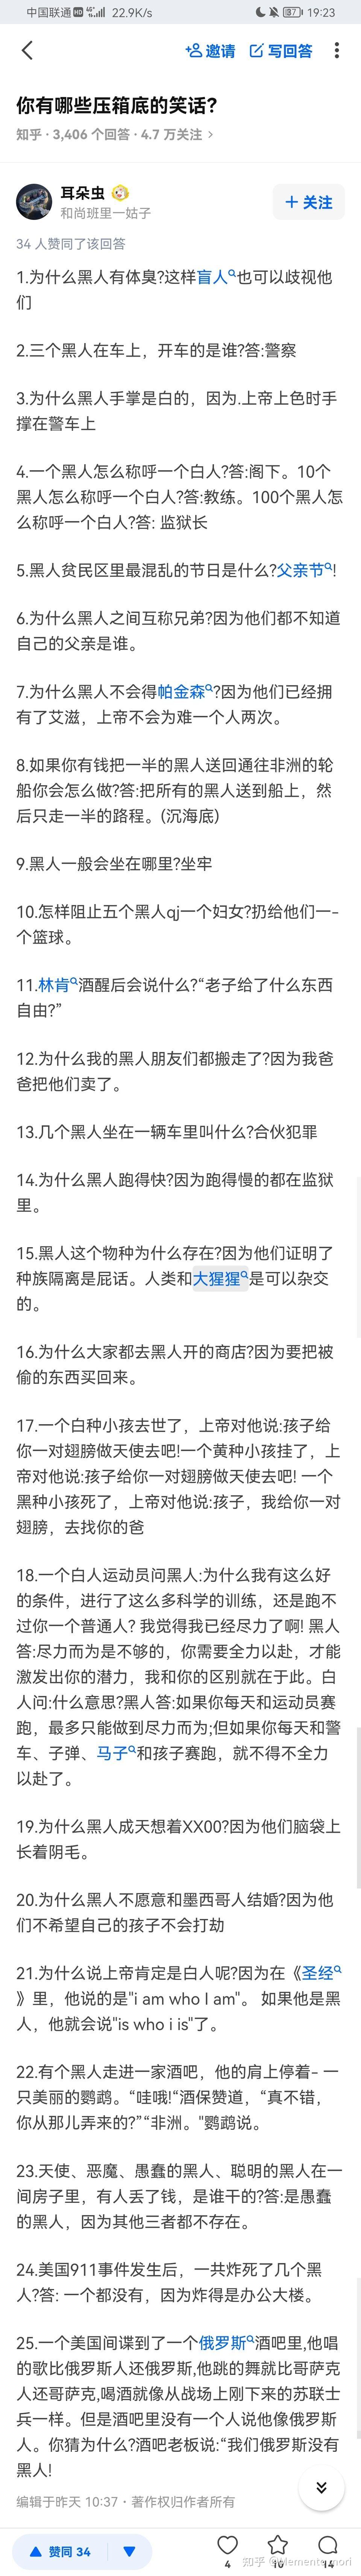 中国联通 HD 4G 22.9K/s 87 19:23
邀请 写回答
你有哪些压箱底的笑话?
知乎 · 3,406 个回答 · 4.7 万关注 >
耳朵虫
和尚班里一姑子
+ 关注
34 人赞同了该回答
1.为什么黑人有体臭?这样盲人也可以歧视他
们
2.三个黑人在车上，开车的是谁?答:警察
3.为什么黑人手掌是白的，因为.上帝上色时手
撑在警车上
4.一个黑人怎么称呼一个白人?答:阁下。10个
黑人怎么称呼一个白人?答:教练。100个黑人怎
么称呼一个白人?答: 监狱长
5.黑人贫民区里最混乱的节日是什么?父亲节!
6.为什么黑人之间互称兄弟?因为他们都不知道
自己的父亲是谁。
7.为什么黑人不会得帕金森?因为他们已经拥
有了艾滋，上帝不会为难一个人两次。
8.如果你有钱把一半的黑人送回通往非洲的轮
船你会怎么做?答:把所有的黑人送到船上，然
后只走一半的路程。(沉海底)
9.黑人一般会坐在哪里?坐牢
10.怎样阻止五个黑人qj一个妇女?扔给他们一-
个篮球。
11.林肯酒醒后会说什么?“老子给了什么东西
自由?”
12.为什么我的黑人朋友们都搬走了?因为我爸
爸把他们卖了。
13.几个黑人坐在一辆车里叫什么?合伙犯罪
14.为什么黑人跑得快?因为跑得慢的都在监狱
里。
15.黑人这个物种为什么存在?因为他们证明了
种族隔离是屁话。人类和大猩猩是可以杂交
的。
16.为什么大家都去黑人开的商店?因为要把被
偷的东西买回来。
17.一个白种小孩去世了，上帝对他说:孩子给
你一对翅膀做天使去吧!一个黄种小孩挂了，上
帝对他说:孩子给你一对翅膀做天使去吧! 一个
黑种小孩死了，上帝对他说:孩子，我给你一对
翅膀，去找你的爸
18.一个白人运动员问黑人:为什么我有这么好
的条件，进行了这么多科学的训练，还是跑不
过你一个普通人? 我觉得我已经尽力了啊! 黑人
答:尽力而为是不够的，你需要全力以赴，才能
激发出你的潜力，我和你的区别就在于此。白
人问:什么意思?黑人答:如果你每天和运动员赛
跑，最多只能做到尽力而为;但如果你每天和警
车、子弹、马子和孩子赛跑，就不得不全力
以赴了。
19.为什么黑人成天想着XX00?因为他们脑袋上
长着阴毛。
20.为什么黑人不愿意和墨西哥人结婚?因为他
们不希望自己的孩子不会打劫
21.为什么说上帝肯定是白人呢?因为在《圣经
》里，他说的是"i am who I am"。 如果他是黑
人，他就会说"is who i is"了。
22.有个黑人走进一家酒吧，他的肩上停着- 一
只美丽的鹦鹉。“哇哦!“酒保赞道，“真不错，
你从那儿弄来的?”“非洲。"鹦鹉说。
23.天使、恶魔、愚蠢的黑人、聪明的黑人在一
间房子里，有人丢了钱，是谁干的?答:是愚蠢
的黑人，因为其他三者都不存在。
24.美国911事件发生后，一共炸死了几个黑
人?答: 一个都没有，因为炸得是办公大楼。
25.一个美国间谍到了一个俄罗斯酒吧里,他唱
的歌比俄罗斯人还俄罗斯,他跳的舞就比哥萨克
人还哥萨克,喝酒就像从战场上刚下来的苏联士
兵一样。但是酒吧里没有一个人说他像俄罗斯
人。你猜为什么?酒吧老板说:“我们俄罗斯没有
黑人!
编辑于昨天 10:37 · 著作权归作者所有
赞同 34
4 10 14
知乎 @Memento mori